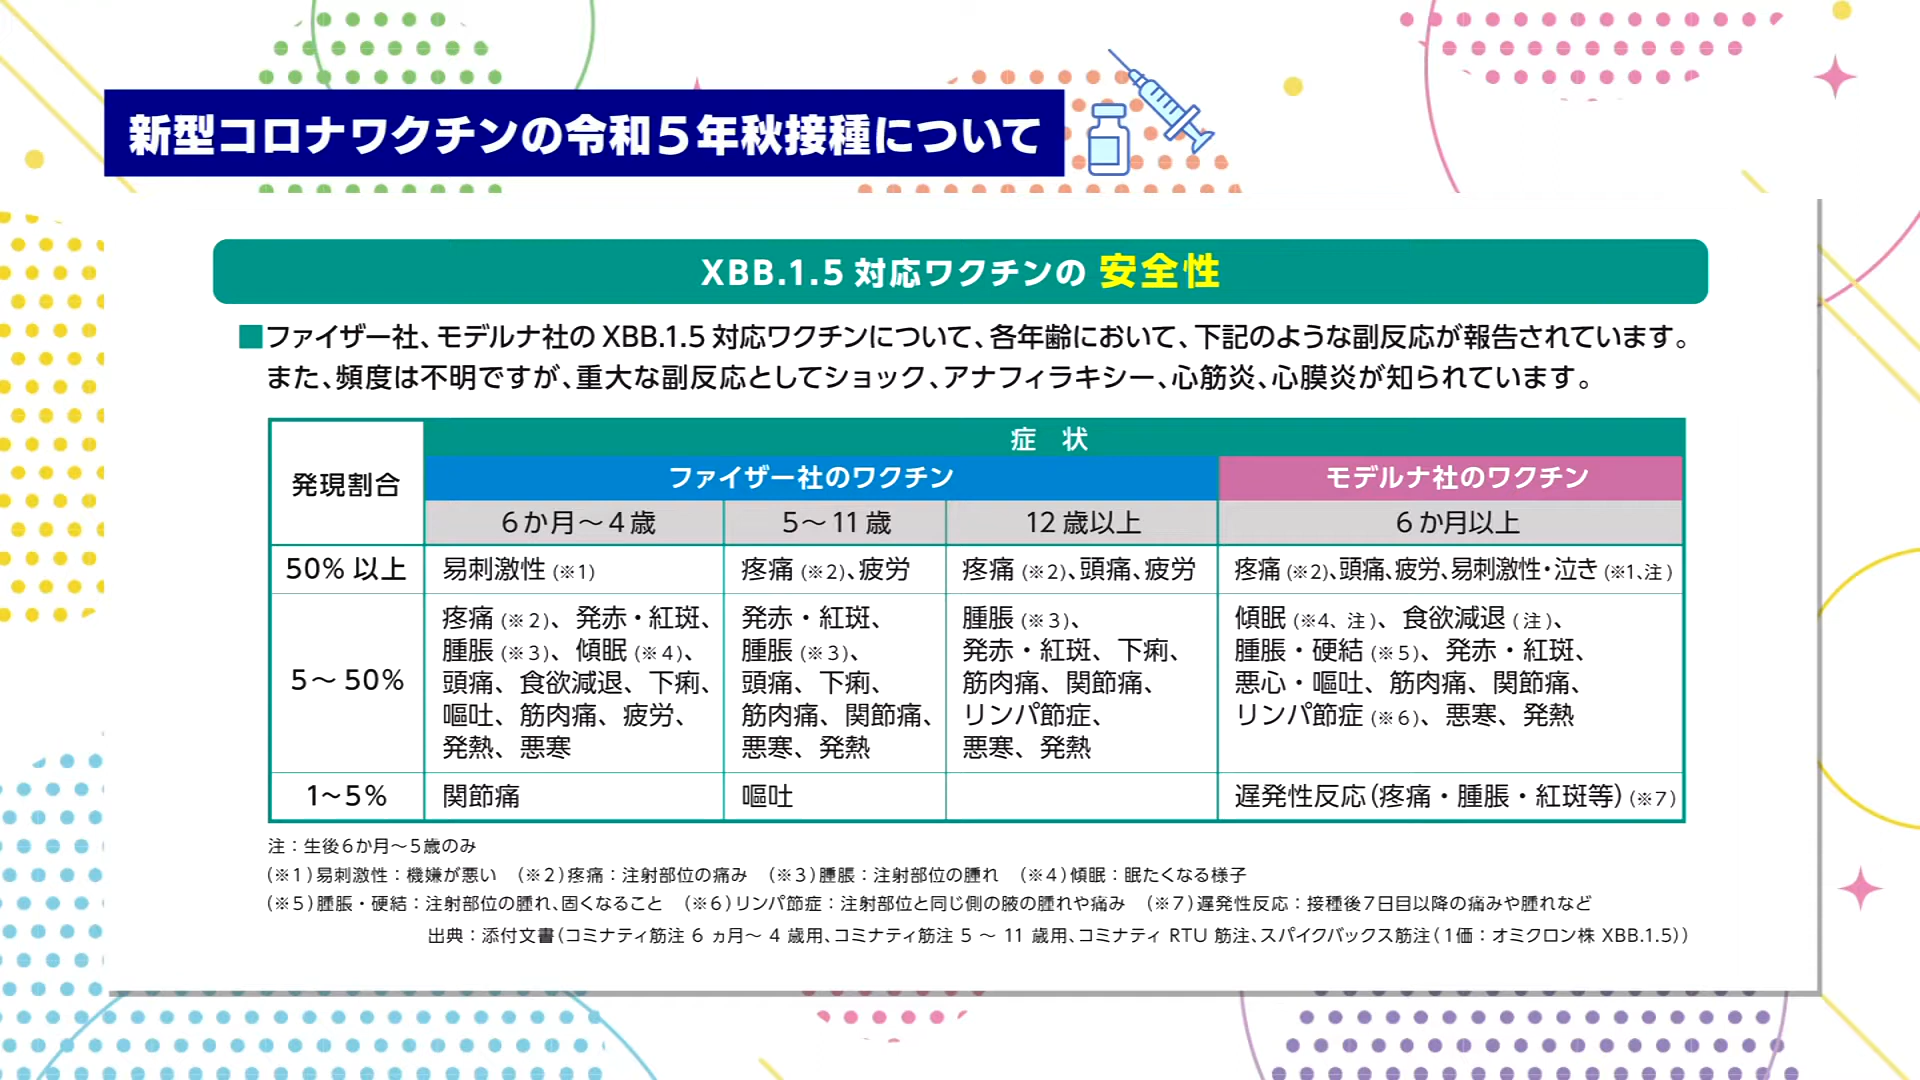 新型コロナワクチンの令和5年秋接種について
XBB.1.5 対応ワクチンの 安全性
■ファイザー社、モデルナ社の XBB.1.5 対応ワクチンについて、各年齢において、下記のような副反応が報告されています。
また、頻度は不明ですが、重大な副反応としてショック、アナフィラキシー、心筋炎、心膜炎が知られています。
発現割合
症 状
ファイザー社のワクチン
モデルナ社のワクチン
6か月〜4歳
5〜11歳
12歳以上
6か月以上
50% 以上
易刺激性 (※1)
疼痛 (※2)、疲労
疼痛 (※2)、頭痛、疲労
疼痛 (※2)、頭痛、疲労、易刺激性・泣き (※1、注)
5〜50%
疼痛 (※2)、発赤・紅斑、
腫脹 (※3)、傾眠 (※4)、
頭痛、食欲減退、下痢、
嘔吐、筋肉痛、疲労、
発熱、悪寒
発赤・紅斑、
腫脹 (※3)、
頭痛、下痢、
筋肉痛、関節痛、
悪寒、発熱
腫脹 (※3)、
発赤・紅斑、下痢、
筋肉痛、関節痛、
リンパ節症、
悪寒、発熱
傾眠 (※4、注)、食欲減退 (注)、
腫脹・硬結 (※5)、発赤・紅斑、
悪心・嘔吐、筋肉痛、関節痛、
リンパ節症 (※6)、悪寒、発熱
1~5%
関節痛
嘔吐
遅発性反応(疼痛・腫脹・紅斑等) (※7)
注：生後6か月〜5歳のみ
(※1)易刺激性：機嫌が悪い (※2)疼痛：注射部位の痛み (※3)腫脹：注射部位の腫れ (※4)傾眠：眠たくなる様子
(※5)腫脹・硬結：注射部位の腫れ、固くなること (※6)リンパ節症：注射部位と同じ側の腋の腫れや痛み (※7)遅発性反応：接種後7日目以降の痛みや腫れなど
出典：添付文書(コミナティ筋注 6 ヵ月〜 4 歳用、コミナティ筋注 5 〜 11 歳用、コミナティ RTU 筋注、スパイクバックス筋注(1価：オミクロン株 XBB.1.5))